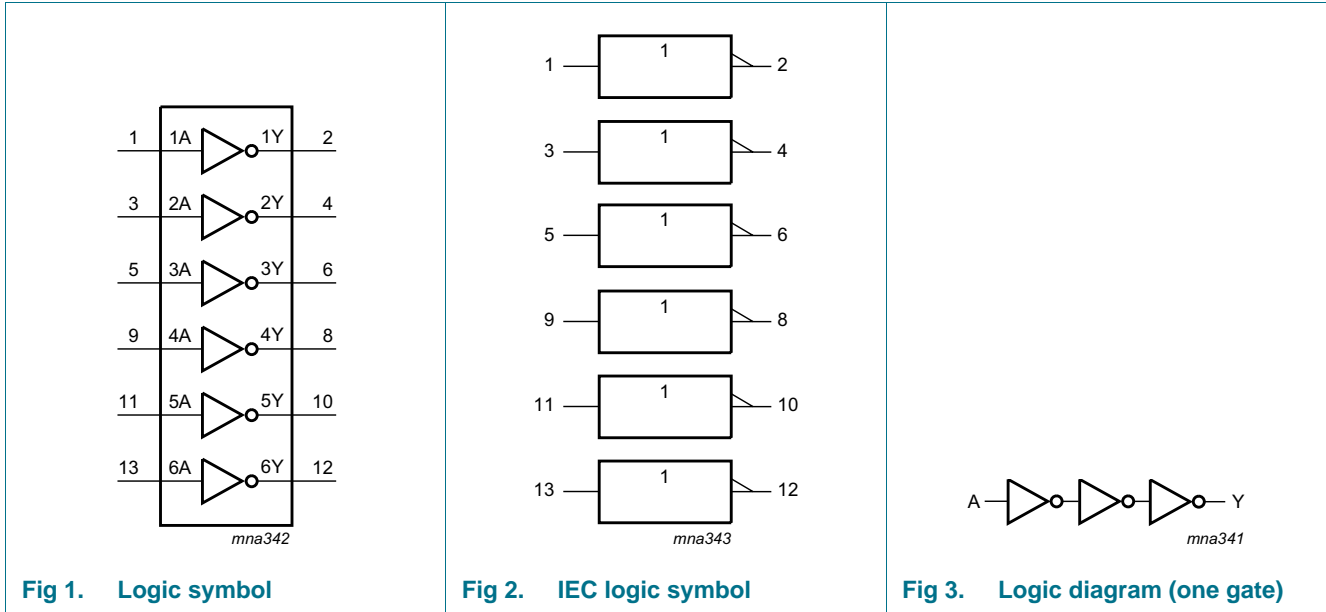 1 1A 1Y 2
3 2A 2Y 4
5 3A 3Y 6
9 4A 4Y 8
11 5A 5Y 10
13 6A 6Y 12
mna342
Fig 1. Logic symbol
1 1 2
3 1 4
5 1 6
9 1 8
11 1 10
13 1 12
mna343
Fig 2. IEC logic symbol
A Y
mna341
Fig 3. Logic diagram (one gate)